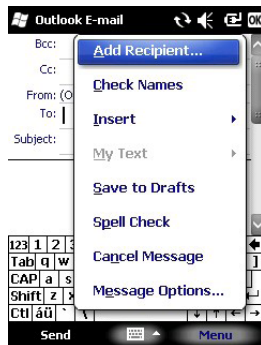 Outlook E-mail OK
Bcc:
Add Recipient...
Cc:
Check Names
From: (O
To:
Insert
Subject:
My Text
Save to Drafts
Spell Check
123 1 2 3
Cancel Message
Tab q w ]
CAP a s
Message Options...
Shift z x
Ctl áü ` \
Send Menu